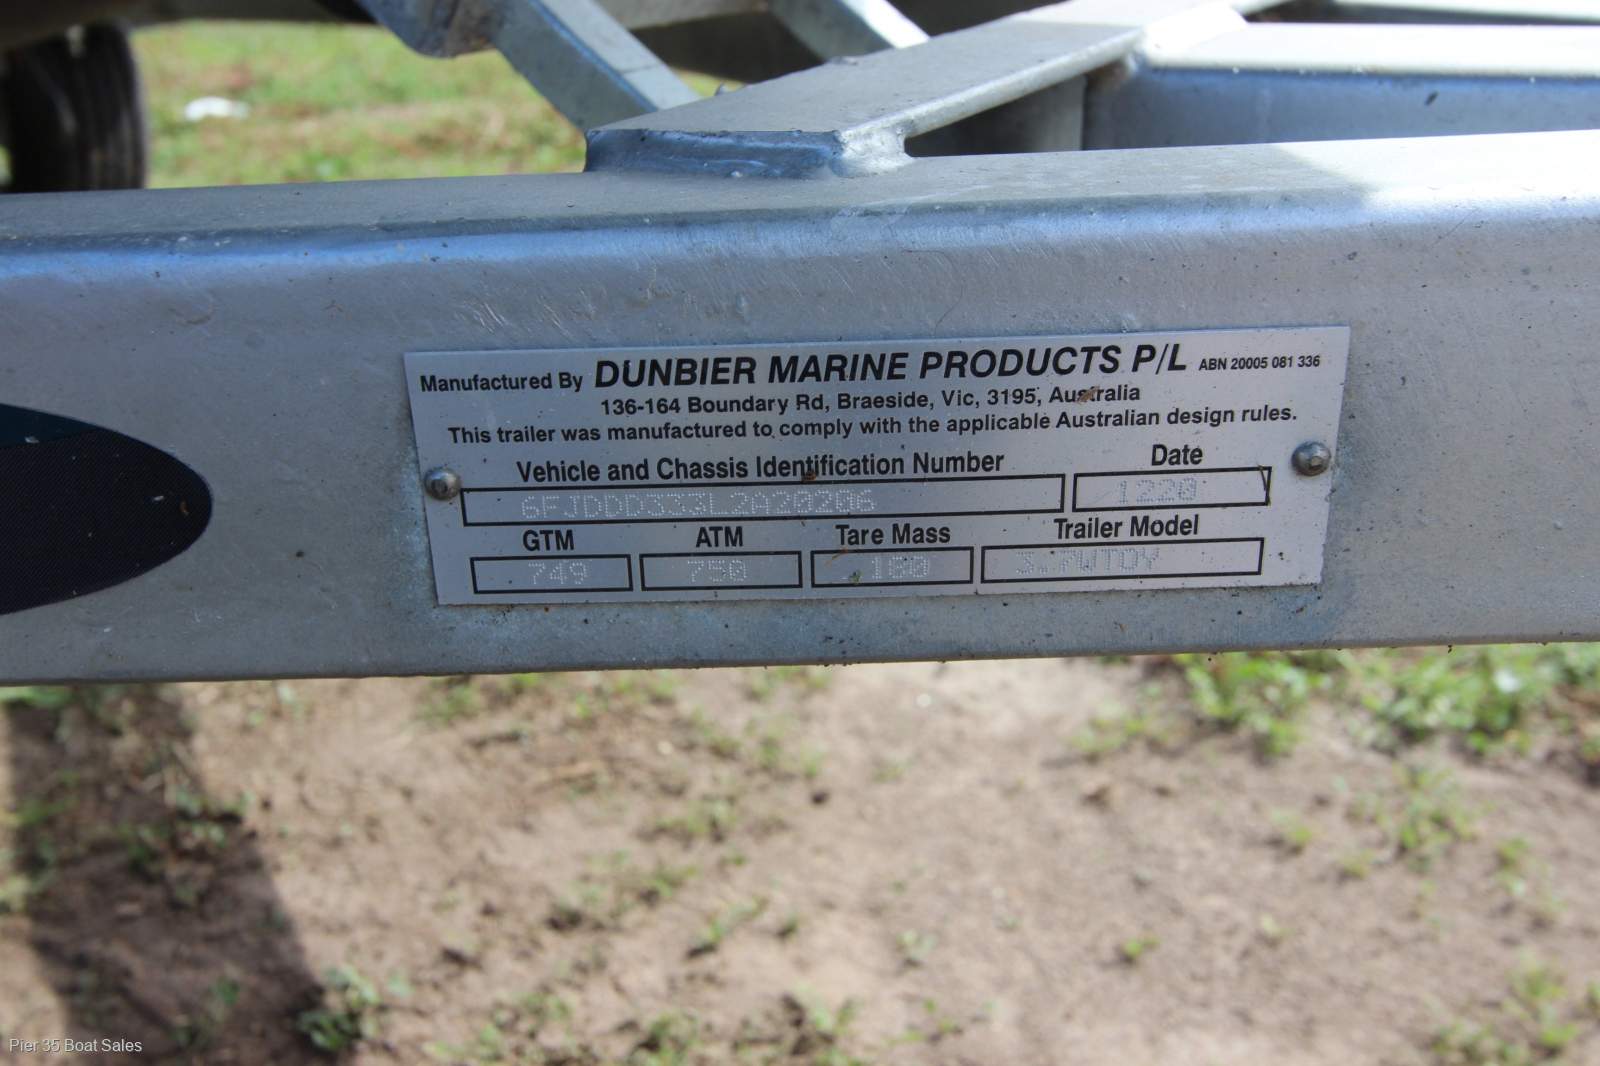 Manufactured By DUNBIER MARINE PRODUCTS P/L ABN 20005 081 336
136-164 Boundary Rd, Braeside, Vic, 3195, Australia
This trailer was manufactured to comply with the applicable Australian design rules.
Vehicle and Chassis Identification Number Date
6FJDDD333L2A20206 1220
GTM ATM Tare Mass Trailer Model
749 750 180 3.7WTDY
Pier 35 Boat Sales